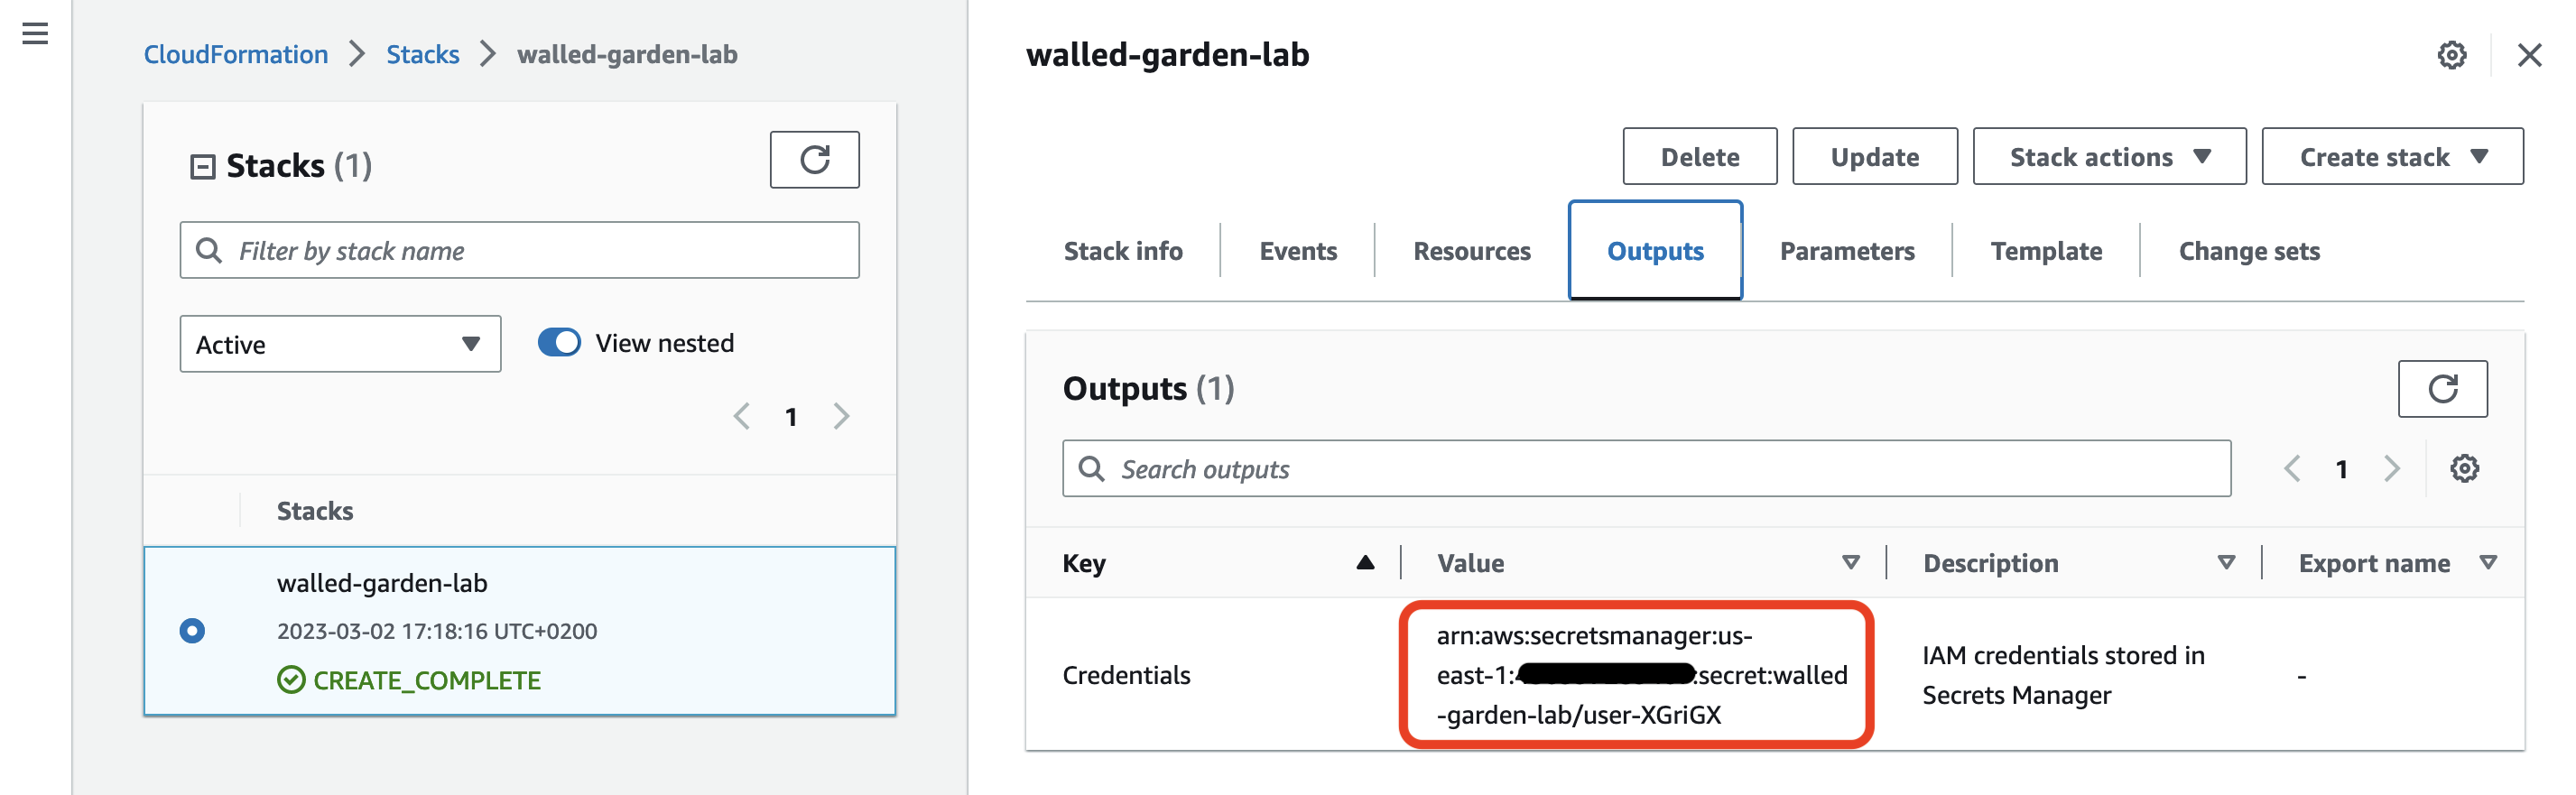 CloudFormation > Stacks > walled-garden-lab
Stacks (1)
Filter by stack name
Active
View nested
1
Stacks
walled-garden-lab
2023-03-02 17:18:16 UTC+0200
CREATE_COMPLETE
walled-garden-lab
Delete
Update
Stack actions
Create stack
Stack info
Events
Resources
Outputs
Parameters
Template
Change sets
Outputs (1)
Search outputs
1
Key
Value
Description
Export name
Credentials
arn:aws:secretsmanager:us-
east-1: :secret:walled
-garden-lab/user-XGriGX
IAM credentials stored in
Secrets Manager
-